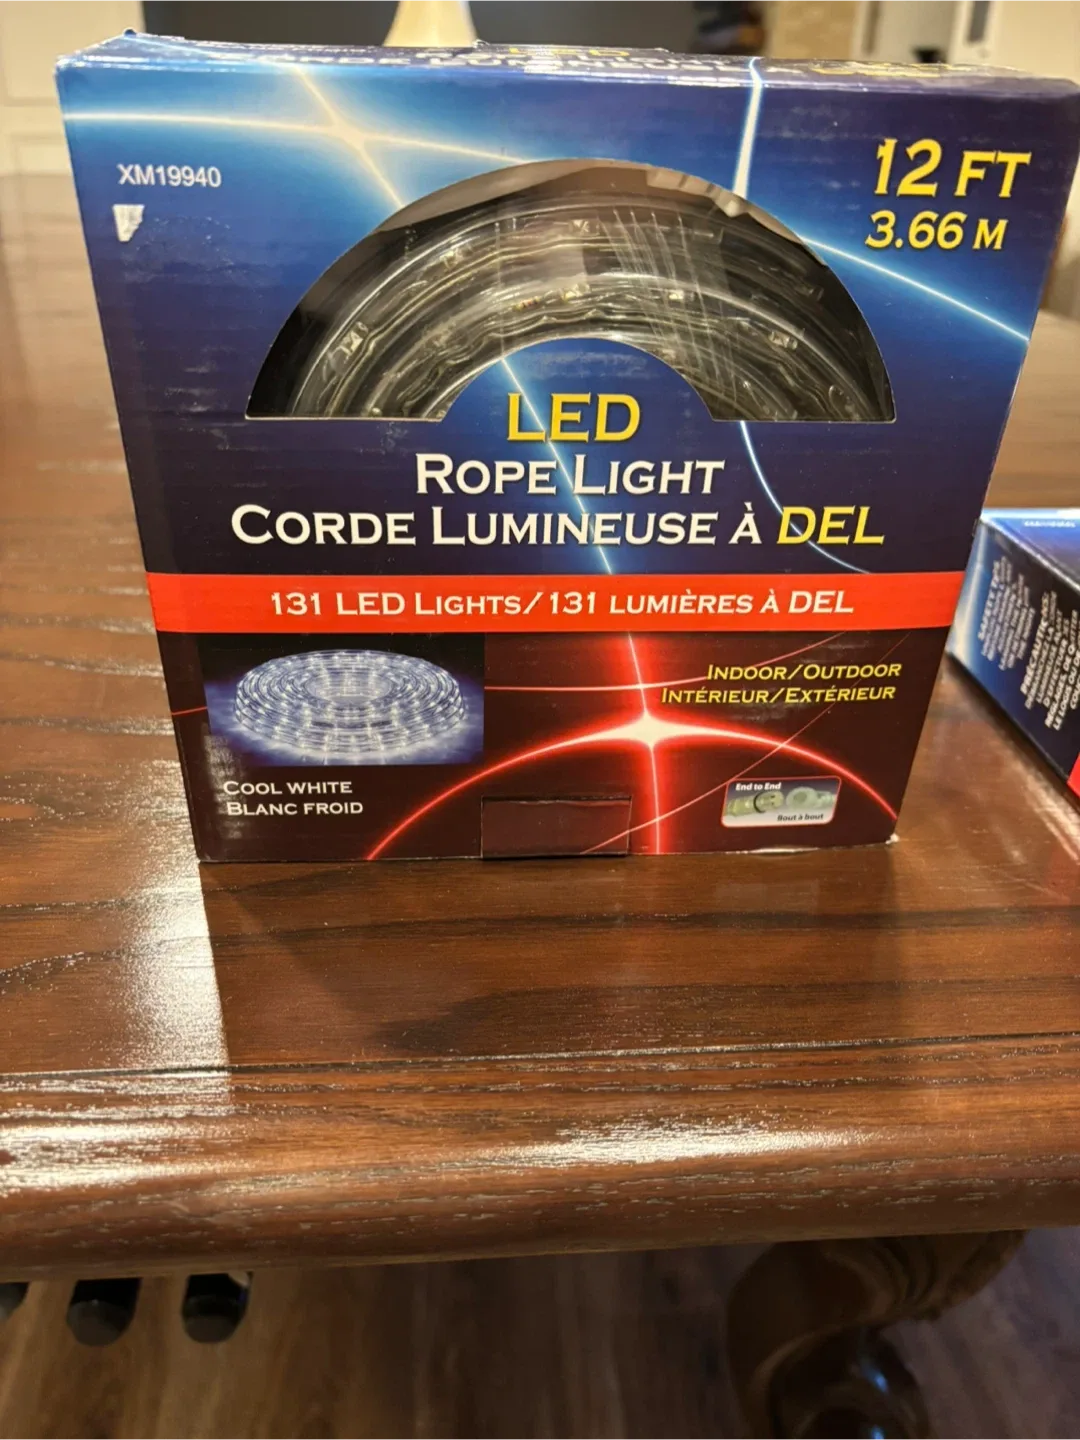 LED
XM19940
12 FT
3.66 M
LED
ROPE LIGHT
CORDE LUMINEUSE À DEL
131 LED LIGHTS/131 LUMIÈRES À DEL
INDOOR/OUTDOOR
INTÉRIEUR/EXTÉRIEUR
COOL WHITE
BLANC FROID
End to End
Bout à bout